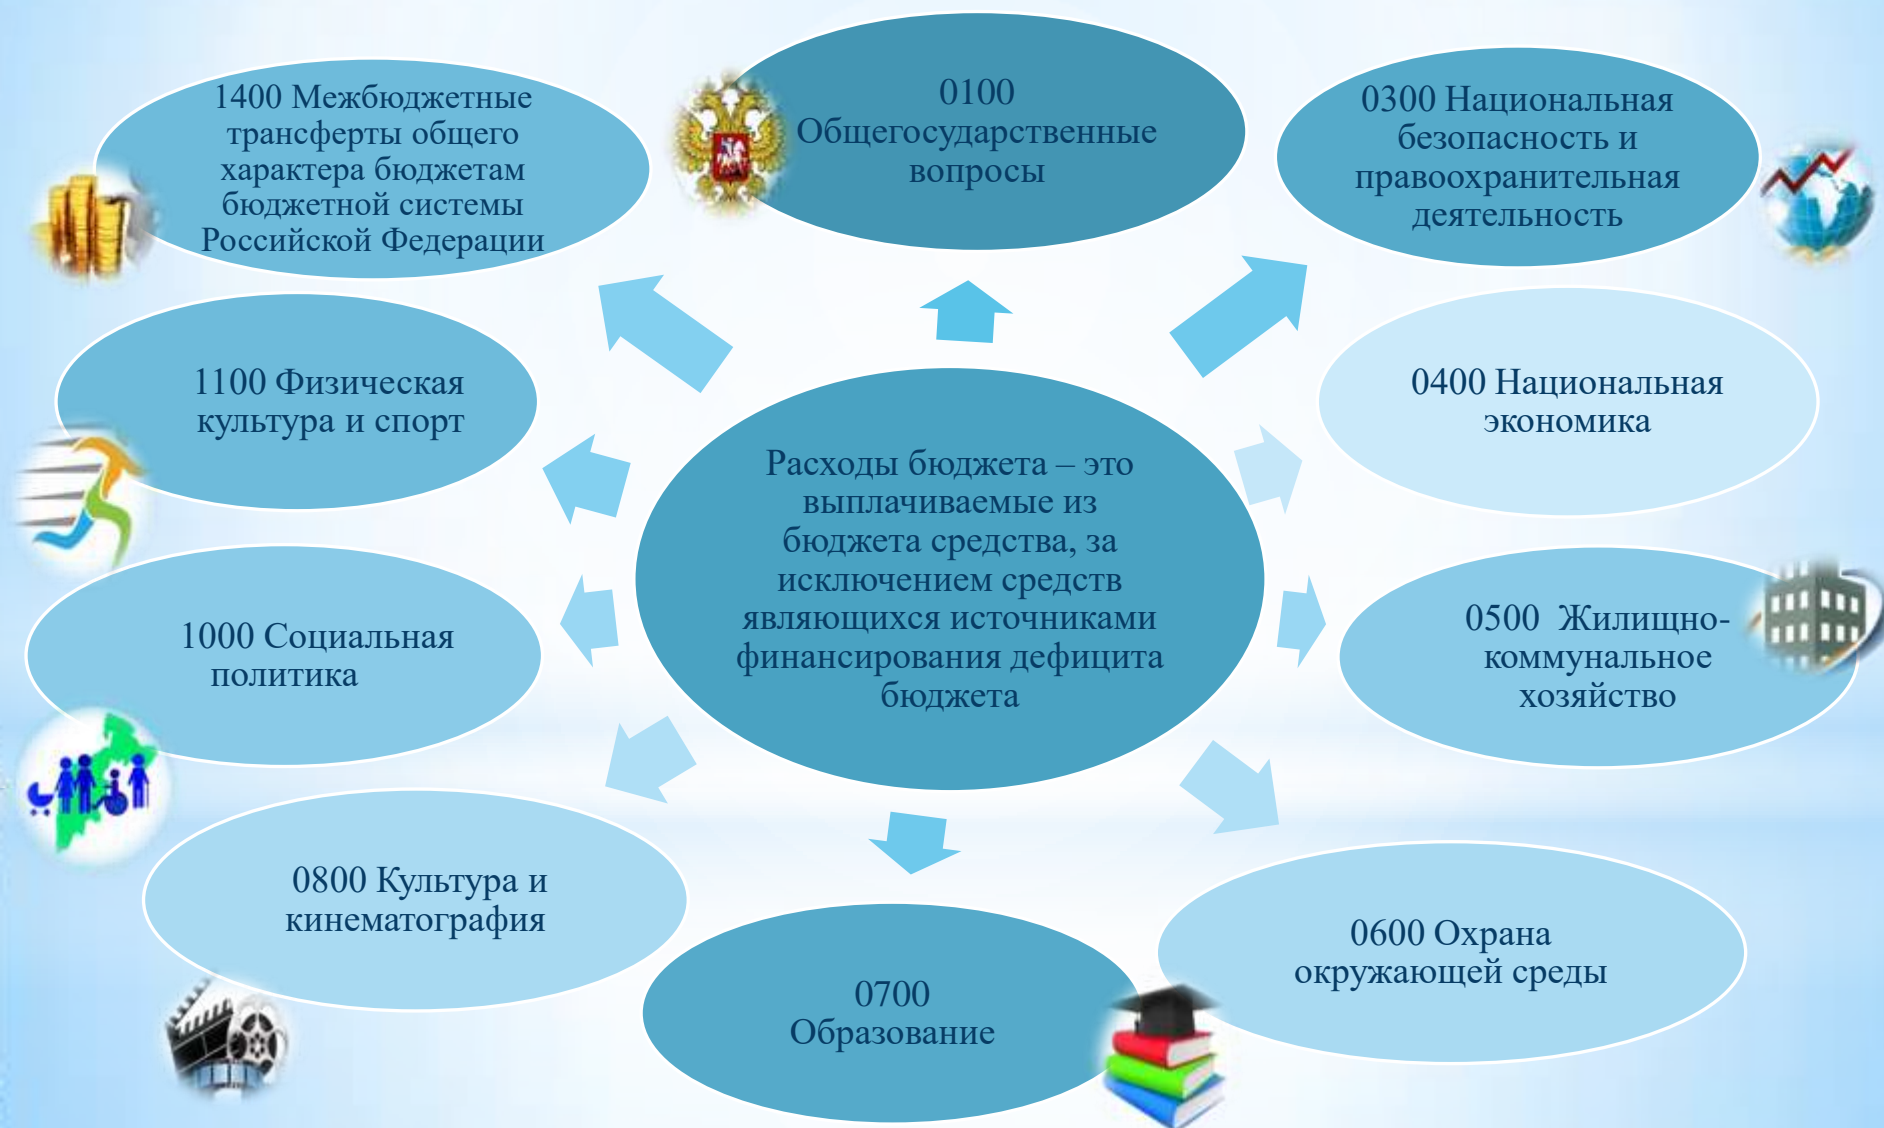 0100
Общегосударственные
вопросы
0300 Национальная
безопасность и
правоохранительная
деятельность
0400 Национальная
экономика
0500  Жилищно-
коммунальное
хозяйство
0600 Охрана
окружающей среды
0700
Образование
0800 Культура и
кинематография
1000 Социальная
политика
1100 Физическая
культура и спорт
1400 Межбюджетные
трансферты общего
характера бюджетам
бюджетной системы
Российской Федерации
Расходы бюджета – это
выплачиваемые из
бюджета средства, за
исключением средств
являющихся источниками
финансирования дефицита
бюджета